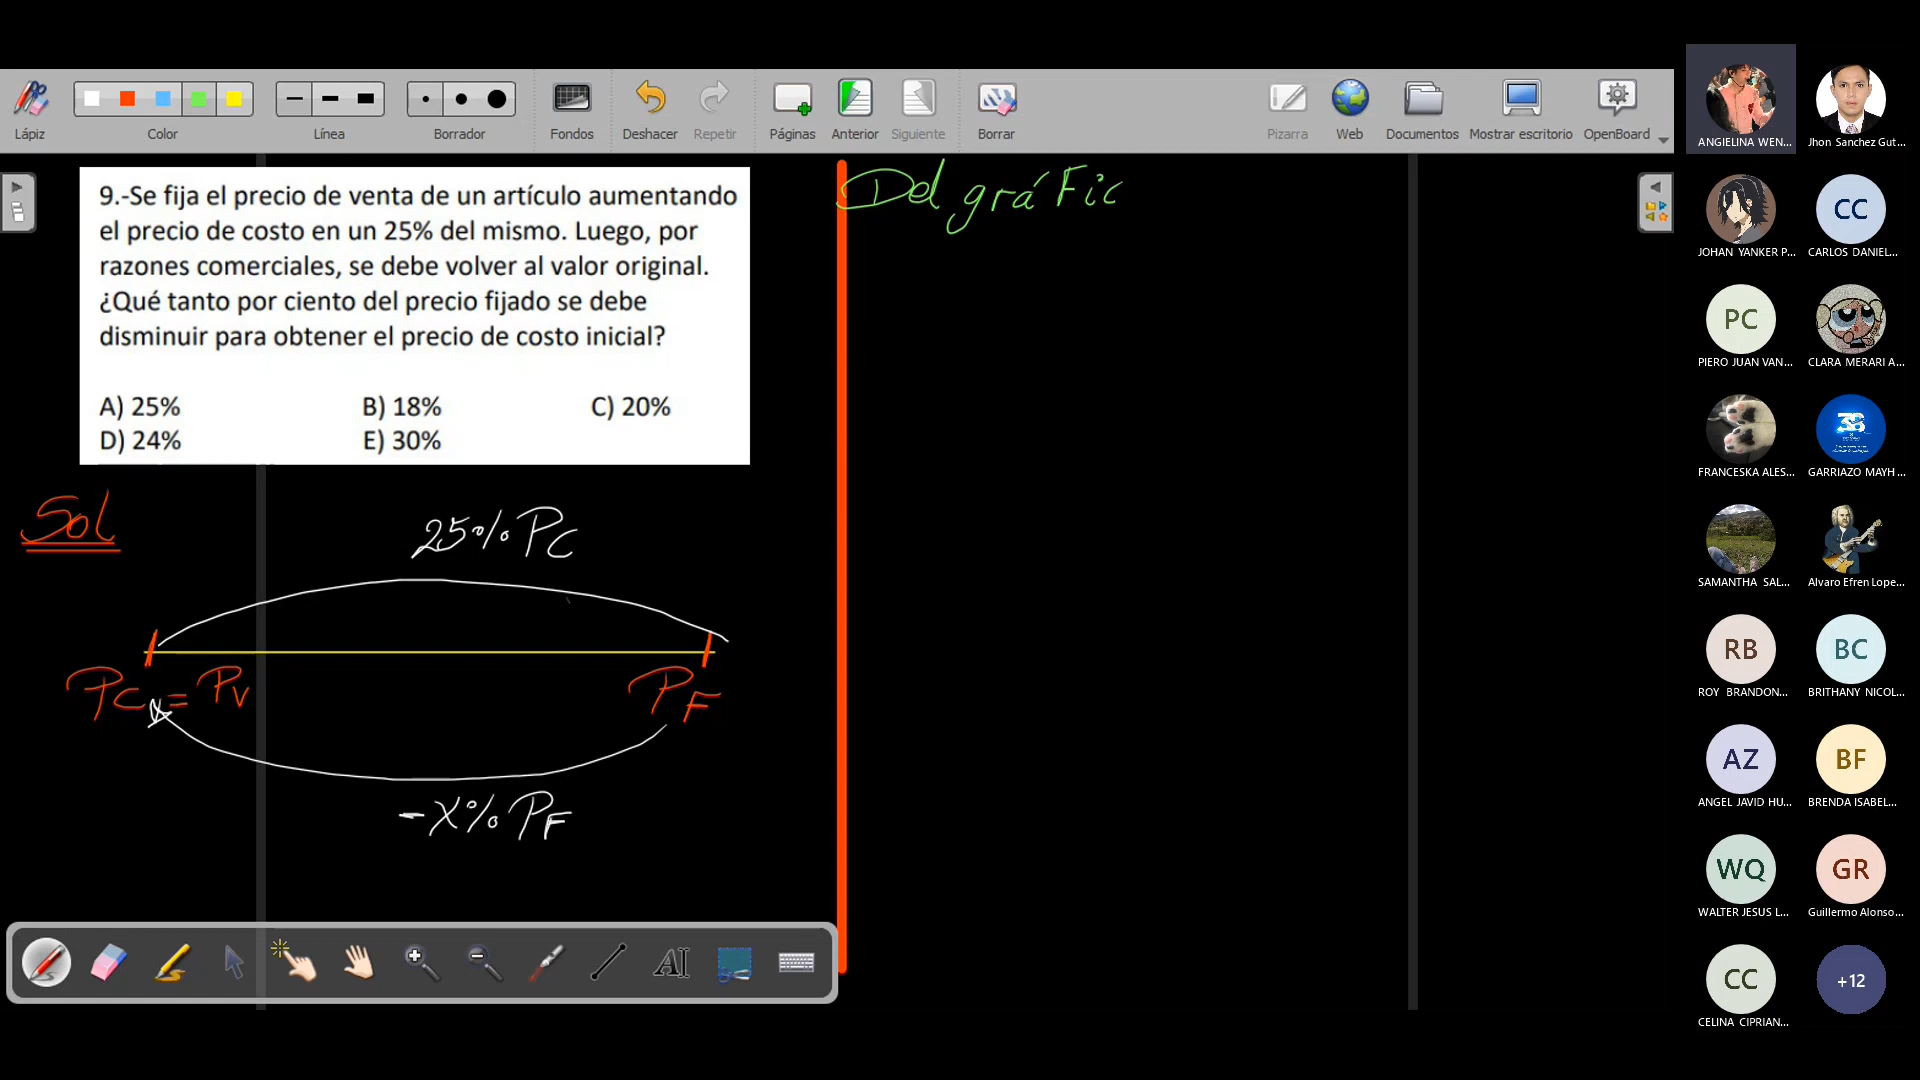 Lápiz
Color
Línea
Borrador
Fondos
Deshacer
Repetir
Páginas
Anterior
Siguiente
Borrar
Pizarra
Web
Documentos
Mostrar escritorio
OpenBoard
9.-Se fija el precio de venta de un artículo aumentando
el precio de costo en un 25% del mismo. Luego, por
razones comerciales, se debe volver al valor original.
¿Qué tanto por ciento del precio fijado se debe
disminuir para obtener el precio de costo inicial?
A) 25% B) 18% C) 20%
D) 24% E) 30%
Sol
25% PC
PC = PV
PF
-X% PF
Del gráFic
AI
ANGIELINA WEN...
Jhon Sanchez Gut...
JOHAN YANKER P...
CC
CARLOS DANIEL...
PC
PIERO JUAN VAN...
CLARA MERARI A...
FRANCESKA ALES...
38
GARRIAZO MAYH...
SAMANTHA SAL...
Alvaro Efren Lope...
RB
ROY BRANDON...
BC
BRITHANY NICOL...
AZ
ANGEL JAVID HU...
BF
BRENDA ISABEL...
WQ
WALTER JESUS L...
GR
Guillermo Alonso...
CC
CELINA CIPRIAN...
+12